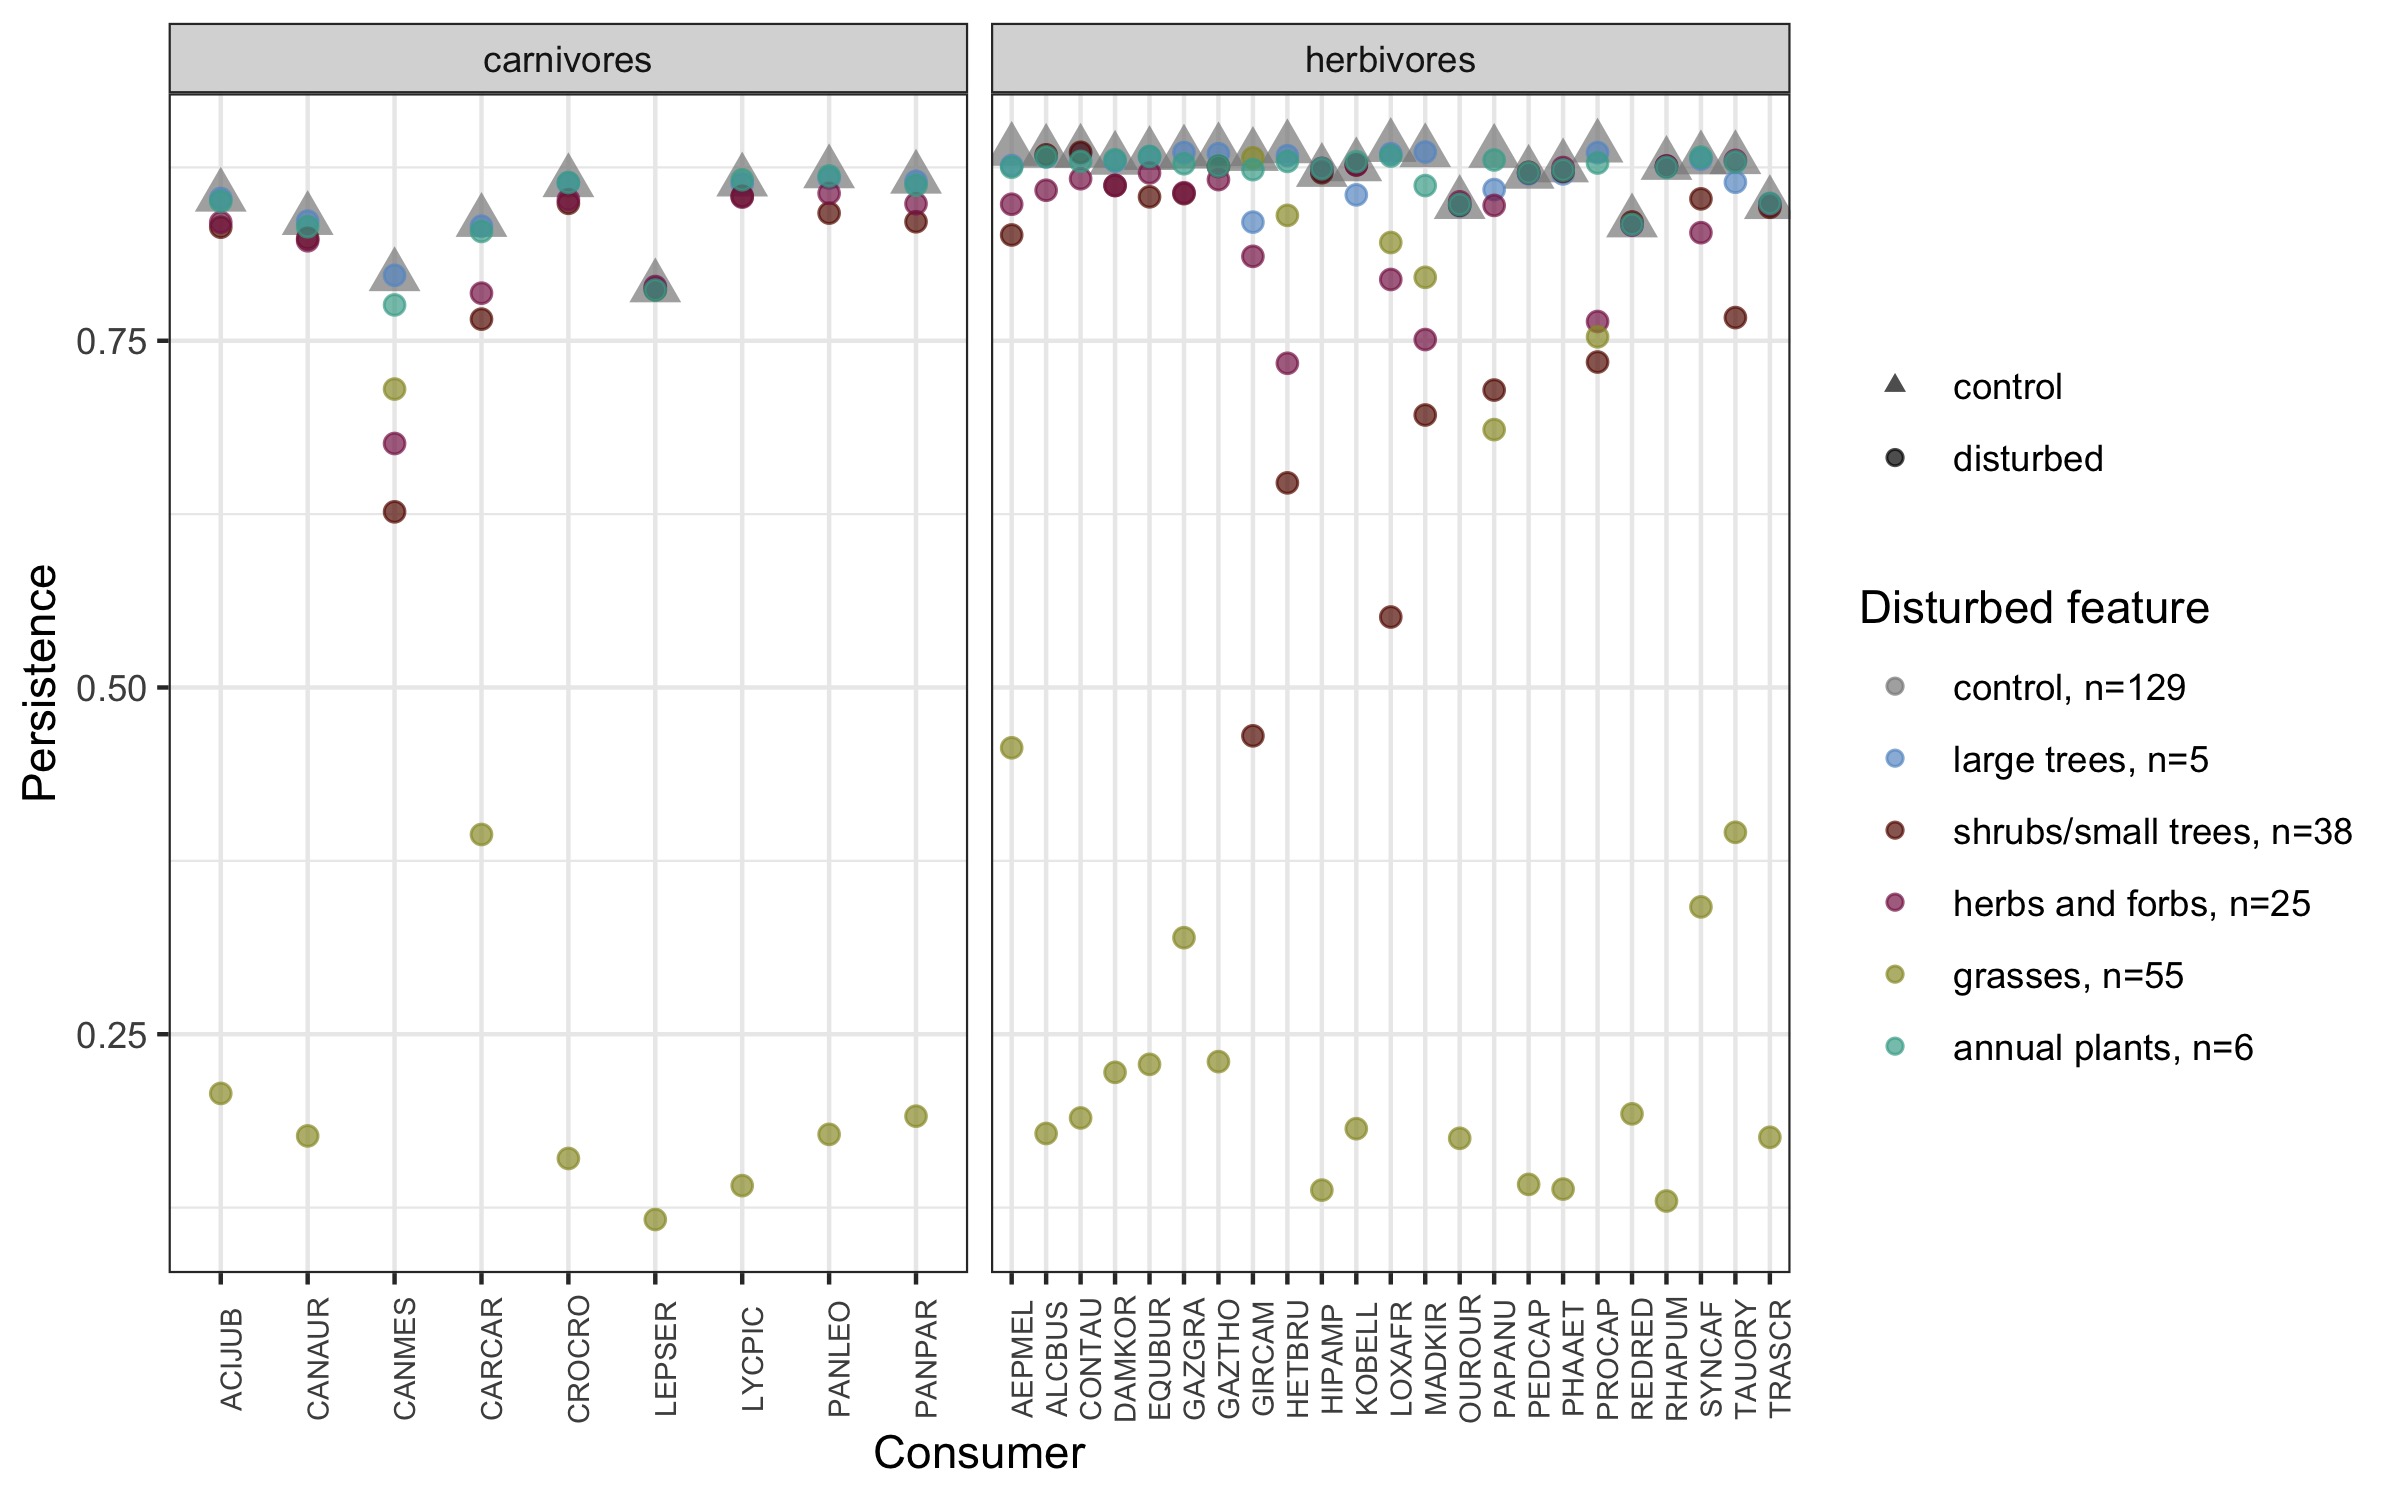 carnivores
herbivores
Persistence
0.75
0.50
0.25
ACIJUB
CANAUR
CANMES
CARCAR
CROCRO
LEPSER
LYCPIC
PANLEO
PANPAR
AEPMEL
ALCBUS
CONTAU
DAMKOR
EQUBUR
GAZGRA
GAZTHO
GIRCAM
HETBRU
HIPAMP
KOBELL
LOXAFR
MADKIR
OUROUR
PAPANU
PEDCAP
PHAAET
PROCAP
REDRED
RHAPUM
SYNCAF
TAUORY
TRASCR
Consumer
control
disturbed
Disturbed feature
control, n=129
large trees, n=5
shrubs/small trees, n=38
herbs and forbs, n=25
grasses, n=55
annual plants, n=6